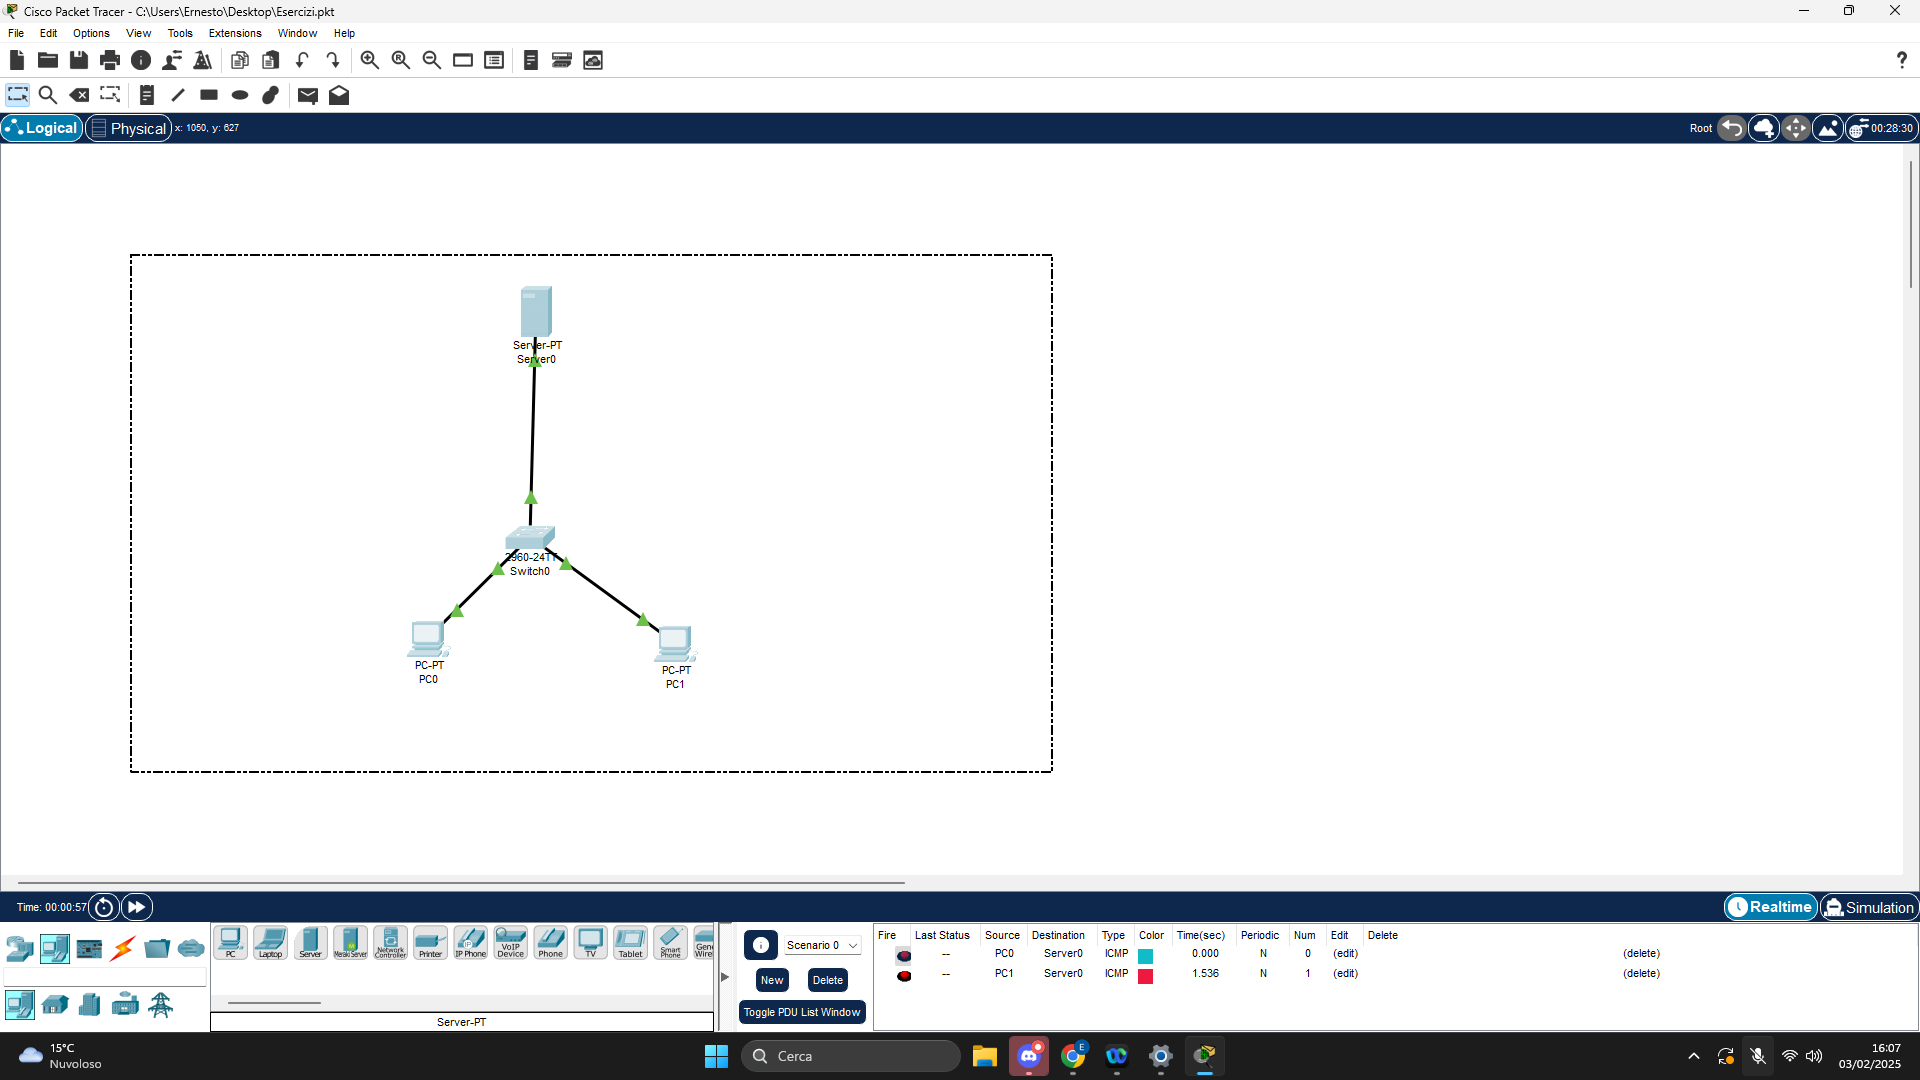 Cisco Packet Tracer - C:\Users\Ernesto\Desktop\Esercizi.pkt
File Edit Options View Tools Extensions Window Help
Logical Physical x: 1050, y: 627 Root 00:28:30
Server-PT
Server0
2960-24TT
Switch0
PC-PT
PC0
PC-PT
PC1
Time: 00:00:57 Realtime Simulation
PC Laptop Server Meraki Server Network Controller Printer IP Phone VoIP Device Phone TV Tablet Smart Phone
Server-PT
Scenario 0
New Delete
Toggle PDU List Window
Fire Last Status Source Destination Type Color Time(sec) Periodic Num Edit Delete
-- PC0 Server0 ICMP 0.000 N 0 (edit) (delete)
-- PC1 Server0 ICMP 1.536 N 1 (edit) (delete)
15°C
Nuvoloso
Cerca
16:07
03/02/2025